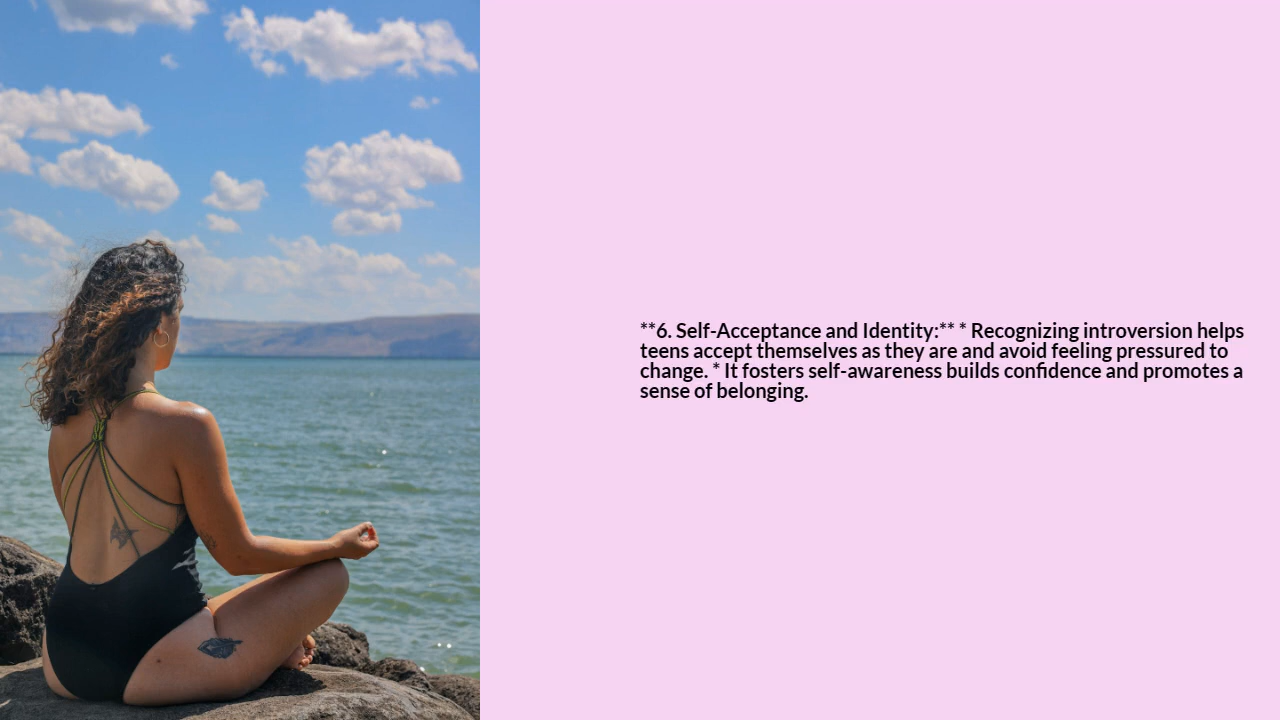 **6. Self-Acceptance and Identity:** * Recognizing introversion helps
teens accept themselves as they are and avoid feeling pressured to
change. * It fosters self-awareness builds confidence and promotes a
sense of belonging.